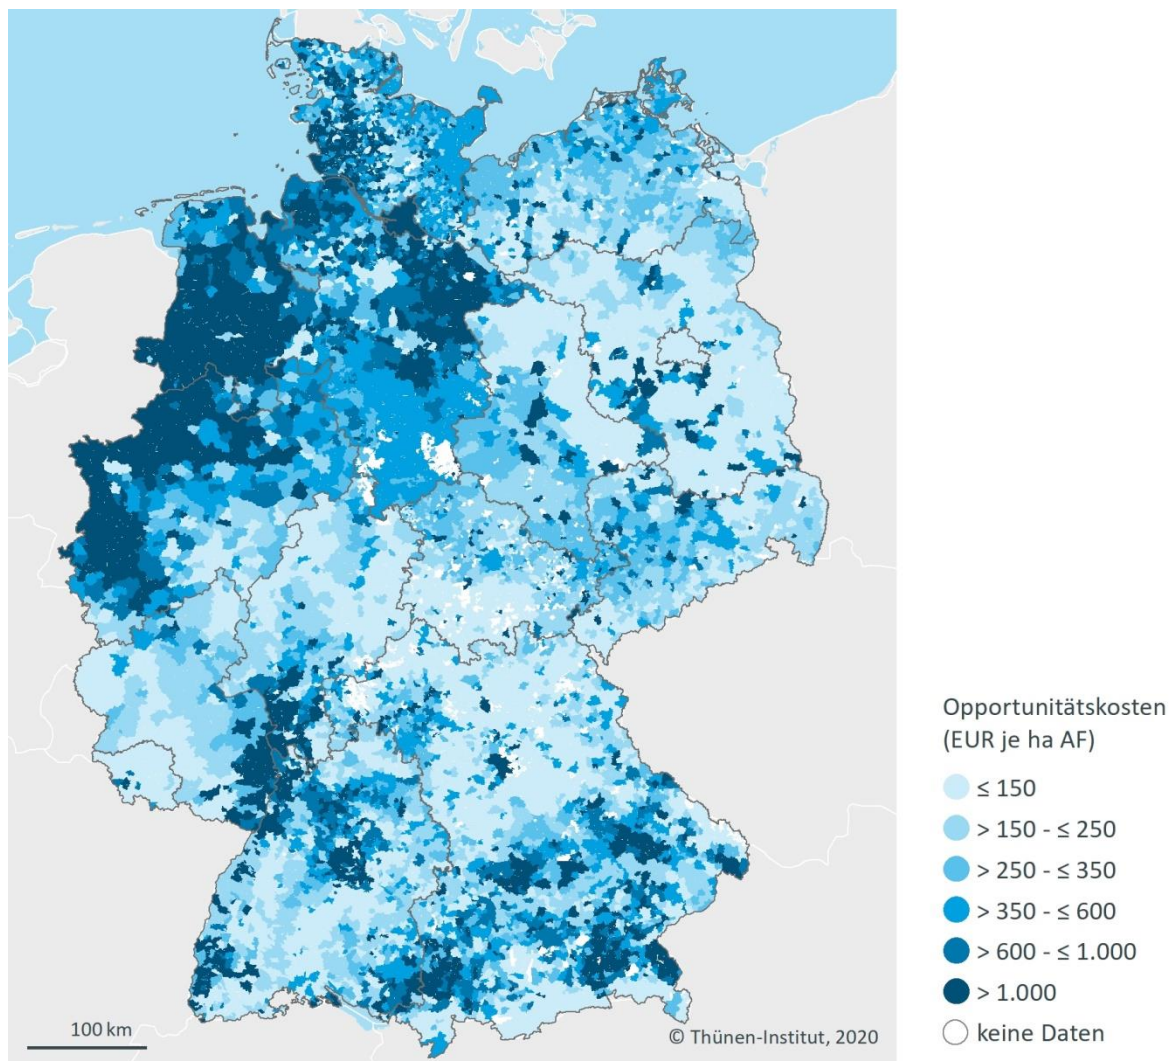 Opportunitätskosten
(EUR je ha AF)
≤ 150
> 150 - ≤ 250
> 250 - ≤ 350
> 350 - ≤ 600
> 600 - ≤ 1.000
> 1.000
keine Daten
100 km
© Thünen-Institut, 2020